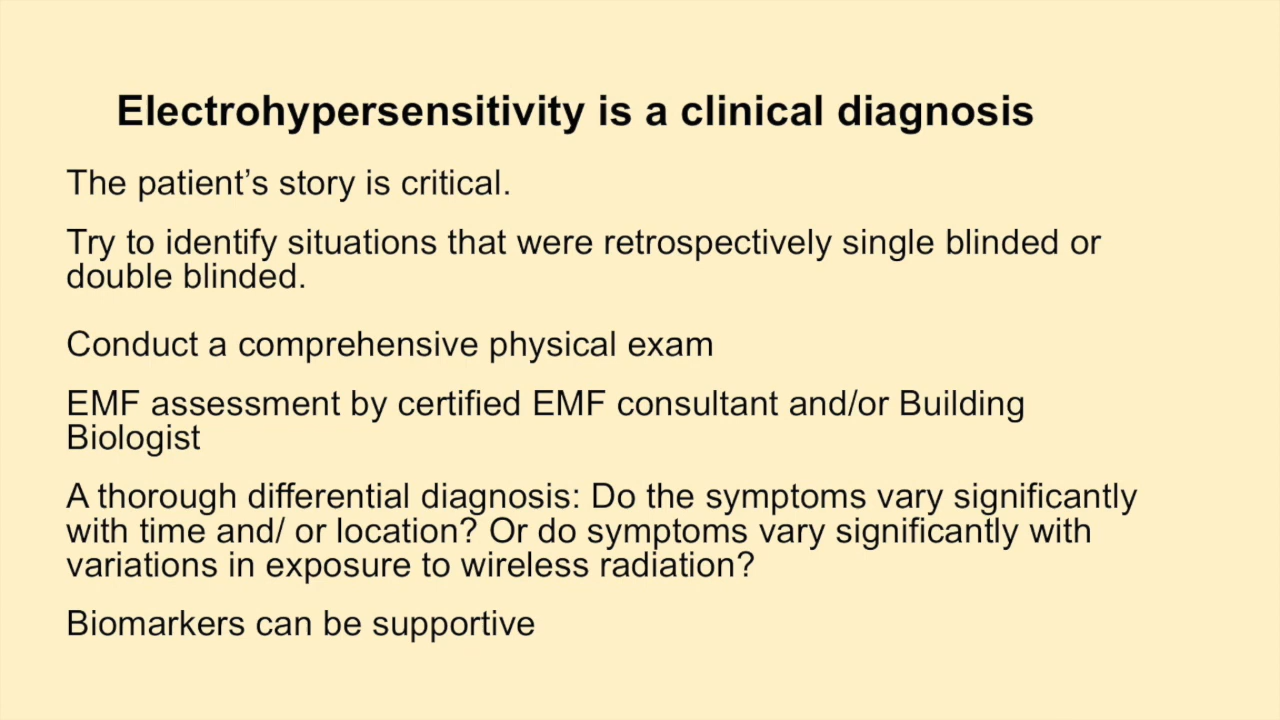 Electrohypersensitivity is a clinical diagnosis
The patient’s story is critical.
Try to identify situations that were retrospectively single blinded or
double blinded.
Conduct a comprehensive physical exam
EMF assessment by certified EMF consultant and/or Building
Biologist
A thorough differential diagnosis: Do the symptoms vary significantly
with time and/ or location? Or do symptoms vary significantly with
variations in exposure to wireless radiation?
Biomarkers can be supportive